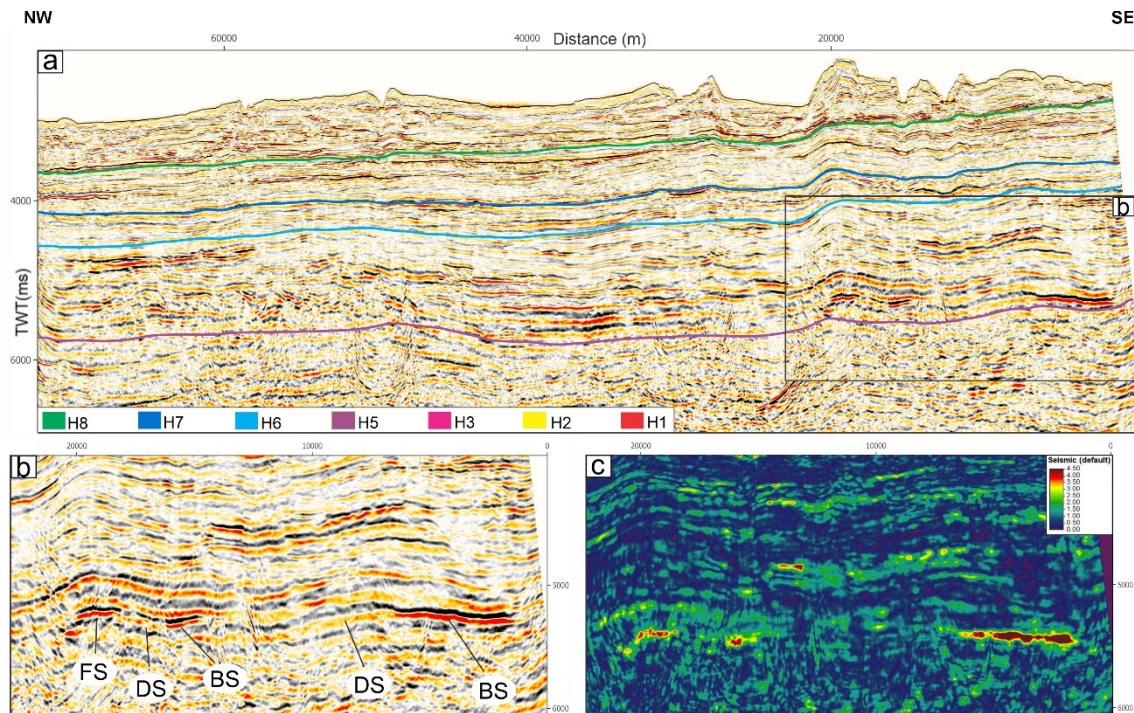 NW
SE
60000
40000
Distance (m)
20000
a
4000
TWT(ms)
6000
b
H8
H7
H6
H5
H3
H2
H1
b
20000
10000
0
5000
6000
FS
DS
BS
DS
BS
c
20000
10000
0
Seismic (default)
4.50
4.00
3.50
3.00
2.50
2.00
1.50
1.00
0.50
0.00
5000
6000